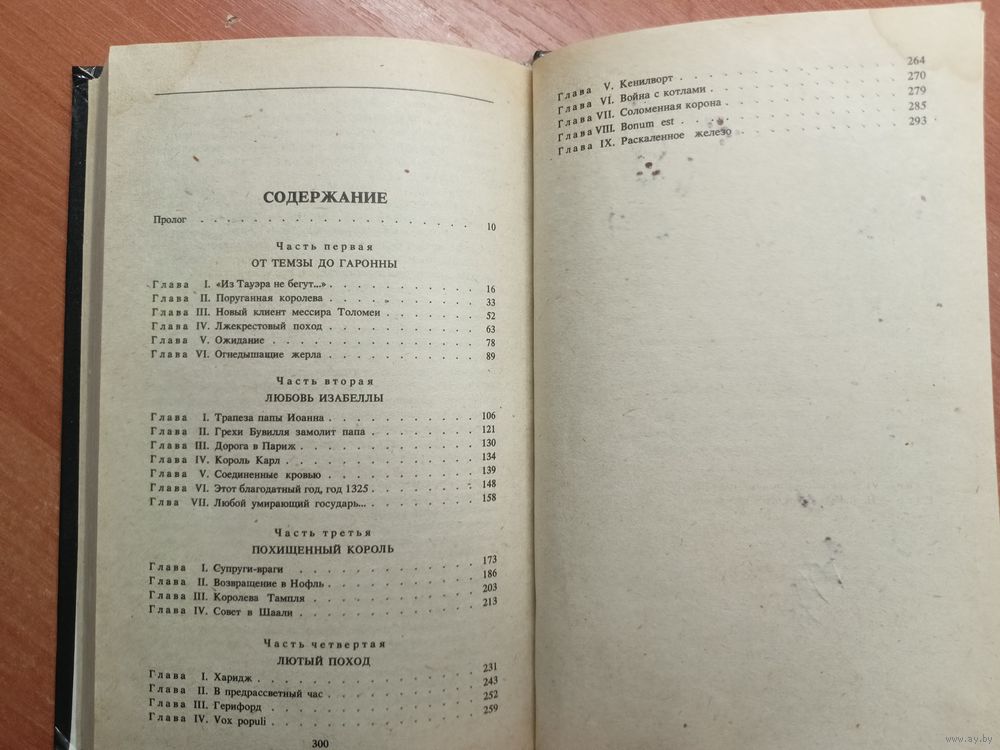 СОДЕРЖАНИЕ
Пролог . . . . . . . . . . . . . . . . . 10
Часть первая
ОТ ТЕМЗЫ ДО ГАРОННЫ
Глава I. «Из Тауэра не бегут...» . . . . . . . . . 16
Глава II. Поруганная королева . . . . . . . . . 33
Глава III. Новый клиент мессира Толомеи . . . . . . 52
Глава IV. Лжекрестовый поход . . . . . . . . . 63
Глава V. Ожидание . . . . . . . . . . . . 78
Глава VI. Огнедышащие жерла . . . . . . . . . 89
Часть вторая
ЛЮБОВЬ ИЗАБЕЛЛЫ
Глава I. Трапеза папы Иоанна . . . . . . . . . 106
Глава II. Грехи Бувилля замолит папа . . . . . . . 121
Глава III. Дорога в Париж . . . . . . . . . . 130
Глава IV. Король Карл . . . . . . . . . . . 134
Глава V. Соединенные кровью . . . . . . . . . 139
Глава VI. Этот благодатный год, год 1325 . . . . . . 148
Глва VII. Любой умирающий государь... . . . . . . 158
Часть третья
ПОХИЩЕННЫЙ КОРОЛЬ
Глава I. Супруги-враги . . . . . . . . . . . 173
Глава II. Возвращение в Нофль . . . . . . . . . 186
Глава III. Королева Тампля . . . . . . . . . . 203
Глава IV. Совет в Шаали . . . . . . . . . . 213
Часть четвертая
ЛЮТЫЙ ПОХОД
Глава I. Харидж . . . . . . . . . . . . . 231
Глава II. В предрассветный час . . . . . . . . . 243
Глава III. Герифорд . . . . . . . . . . . . 252
Глава IV. Vox populi . . . . . . . . . . . . 259
300
Глава V. Кенилворт . . . . . . . . . . . . 264
Глава VI. Война с котлами . . . . . . . . . . 270
Глава VII. Соломенная корона . . . . . . . . . 279
Глава VIII. Bonum est . . . . . . . . . . . 285
Глава IX. Раскаленное железо . . . . . . . . . 293
www.ay.by